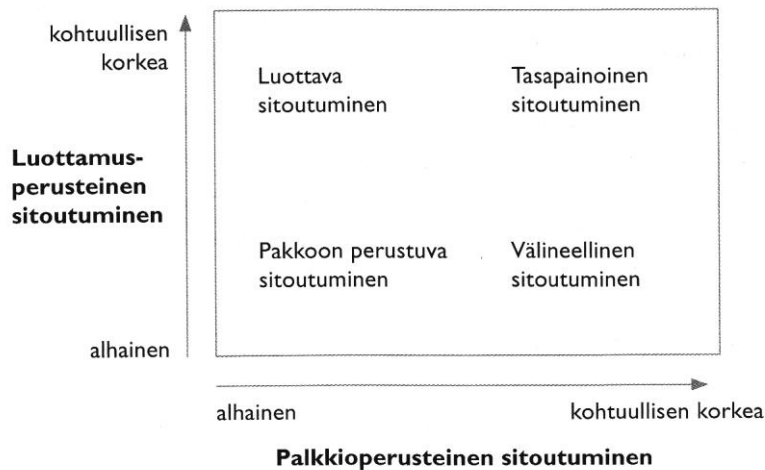 kohtuullisen
korkea
Luottava
sitoutuminen
Tasapainoinen
sitoutuminen
Luottamus-
perusteinen
sitoutuminen
Pakkoon perustuva
sitoutuminen
Välineellinen
sitoutuminen
alhainen
alhainen
kohtuullisen korkea
Palkkioperusteinen sitoutuminen